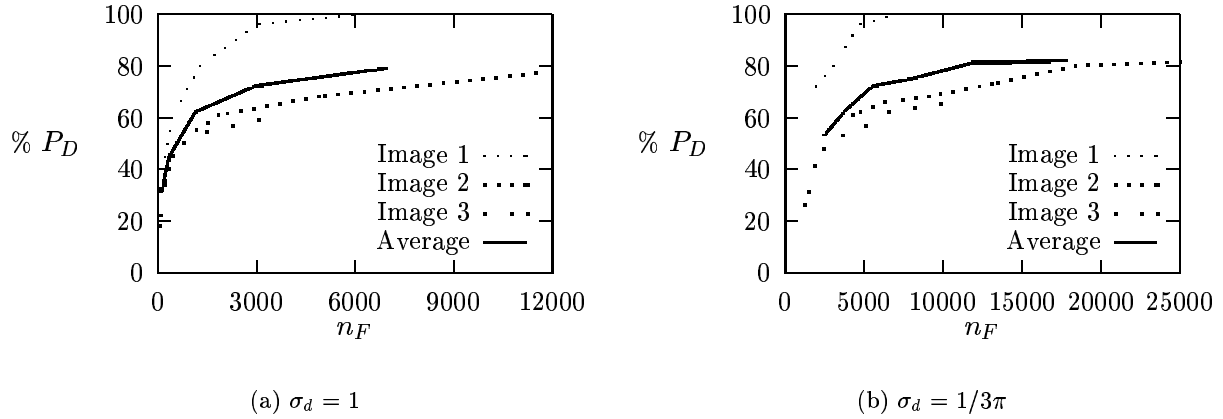 100
80
60
% P_D
40
20
0
Image 1
Image 2
Image 3
Average
0 3000 6000 9000 12000
n_F
(a) σ_d = 1
100
80
60
% P_D
40
20
0
Image 1
Image 2
Image 3
Average
0 5000 10000 15000 20000 25000
n_F
(b) σ_d = 1/3π